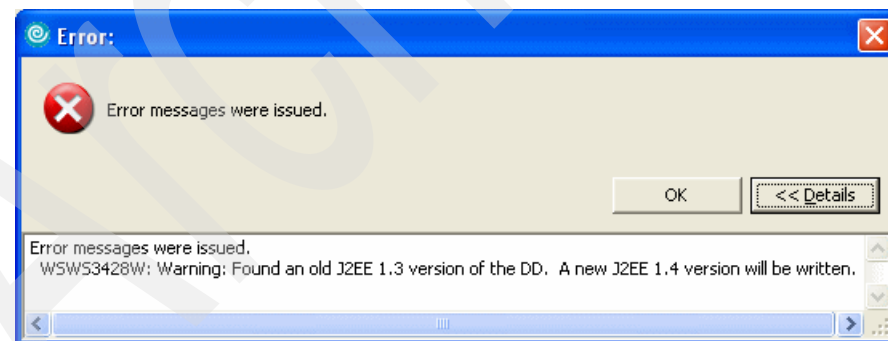 Error:
Error messages were issued.
OK
<< Details
Error messages were issued.
WSWS3428W: Warning: Found an old J2EE 1.3 version of the DD. A new J2EE 1.4 version will be written.